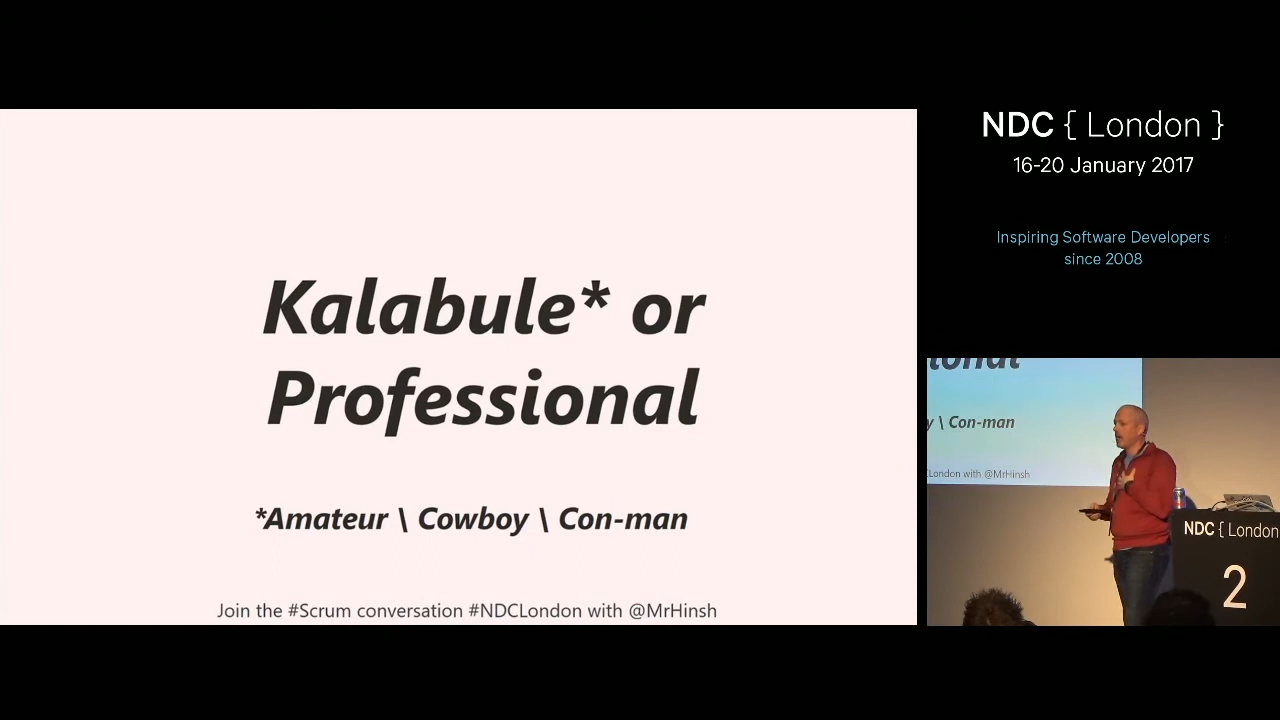 Kalabule* or
Professional
*Amateur \ Cowboy \ Con-man
Join the #Scrum conversation #NDCLondon with @MrHinsh
NDC { London }
16-20 January 2017
Inspiring Software Developers
since 2008
\ Con-man
London with @MrHinsh
NDC { London
2